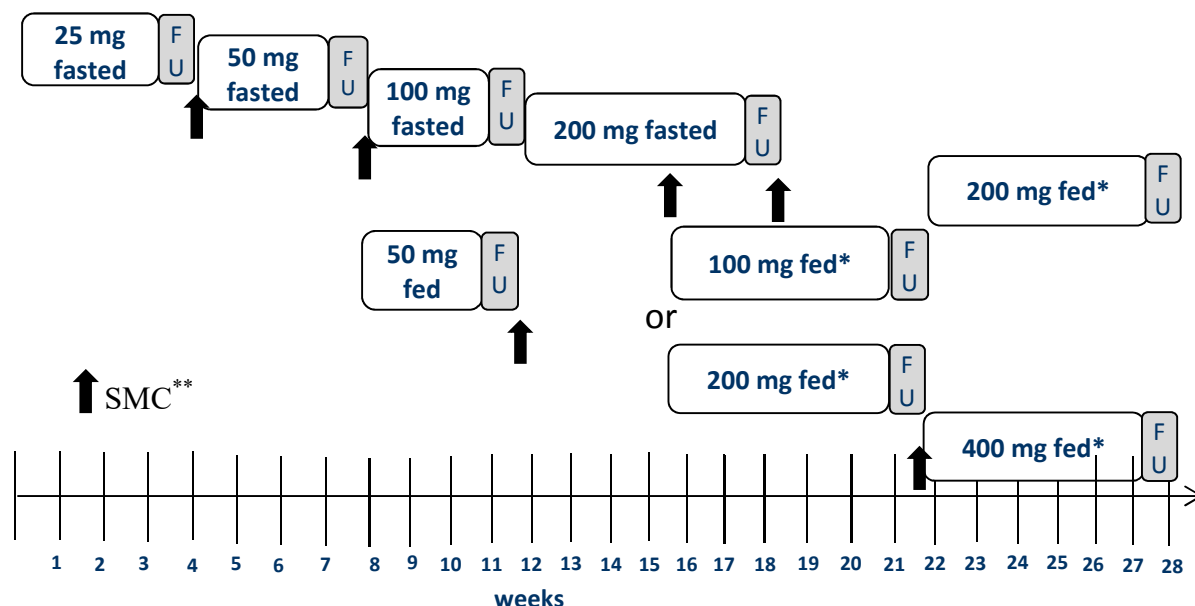 25 mg
fasted
F
U
50 mg
fasted
F
U
100 mg
fasted
F
U
200 mg fasted
F
U
200 mg fed*
F
U
50 mg
fed
F
U
100 mg fed*
F
U
or
200 mg fed*
F
U
SMC**
400 mg fed*
F
U
1 2 3 4 5 6 7 8 9 10 11 12 13 14 15 16 17 18 19 20 21 22 23 24 25 26 27 28
weeks